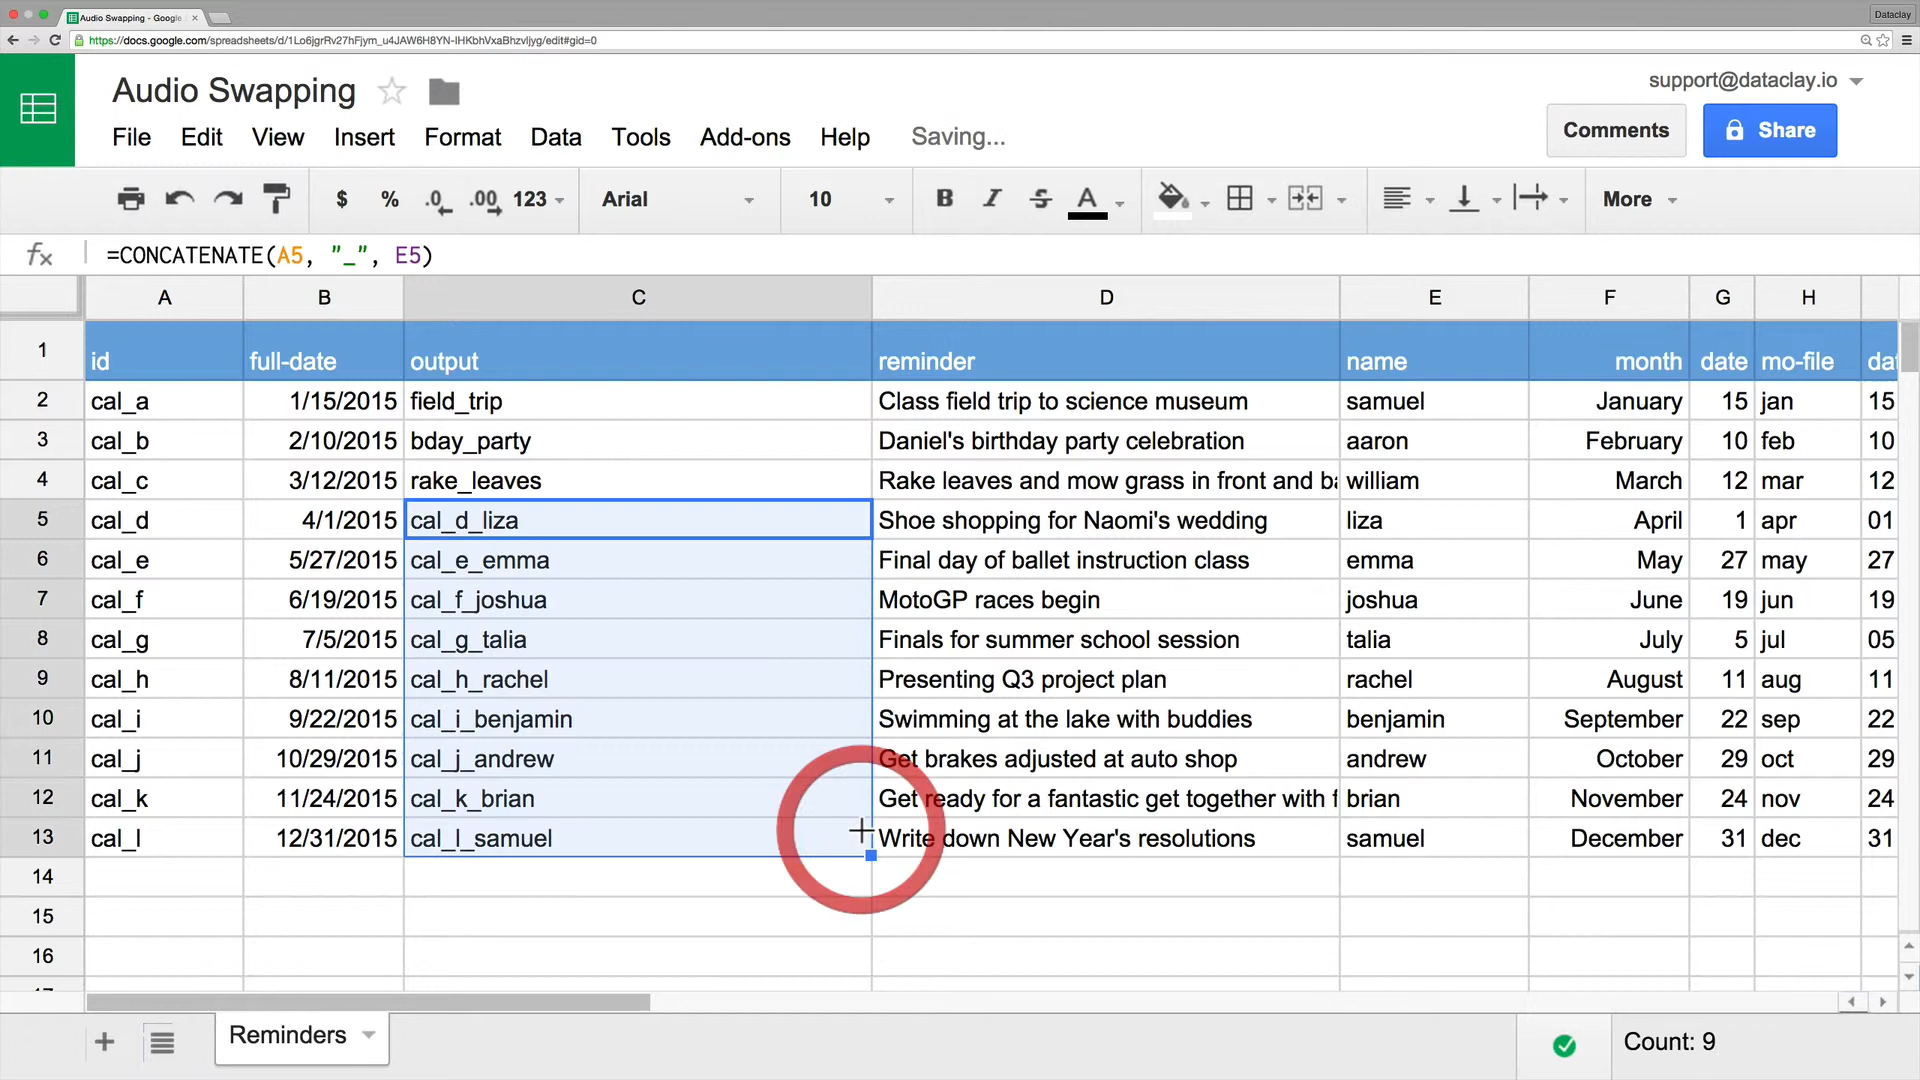 Audio Swapping - Google
Dataclay
https://docs.google.com/spreadsheets/d/1Lo6jgrRv27hFjym_u4JAW6H8YN-IHKbhVxaBhzvljyg/edit#gid=0
Audio Swapping
support@dataclay.io
File Edit View Insert Format Data Tools Add-ons Help Saving...
Comments
Share
$ % .0 .00 123 Arial 10 B I S A More
fx =CONCATENATE(A5, "_", E5)
A B C D E F G H
1 id full-date output reminder name month date mo-file dat
2 cal_a 1/15/2015 field_trip Class field trip to science museum samuel January 15 jan 15
3 cal_b 2/10/2015 bday_party Daniel's birthday party celebration aaron February 10 feb 10
4 cal_c 3/12/2015 rake_leaves Rake leaves and mow grass in front and ba william March 12 mar 12
5 cal_d 4/1/2015 cal_d_liza Shoe shopping for Naomi's wedding liza April 1 apr 01
6 cal_e 5/27/2015 cal_e_emma Final day of ballet instruction class emma May 27 may 27
7 cal_f 6/19/2015 cal_f_joshua MotoGP races begin joshua June 19 jun 19
8 cal_g 7/5/2015 cal_g_talia Finals for summer school session talia July 5 jul 05
9 cal_h 8/11/2015 cal_h_rachel Presenting Q3 project plan rachel August 11 aug 11
10 cal_i 9/22/2015 cal_i_benjamin Swimming at the lake with buddies benjamin September 22 sep 22
11 cal_j 10/29/2015 cal_j_andrew Get brakes adjusted at auto shop andrew October 29 oct 29
12 cal_k 11/24/2015 cal_k_brian Get ready for a fantastic get together with f brian November 24 nov 24
13 cal_l 12/31/2015 cal_l_samuel Write down New Year's resolutions samuel December 31 dec 31
14
15
16
Reminders
Count: 9